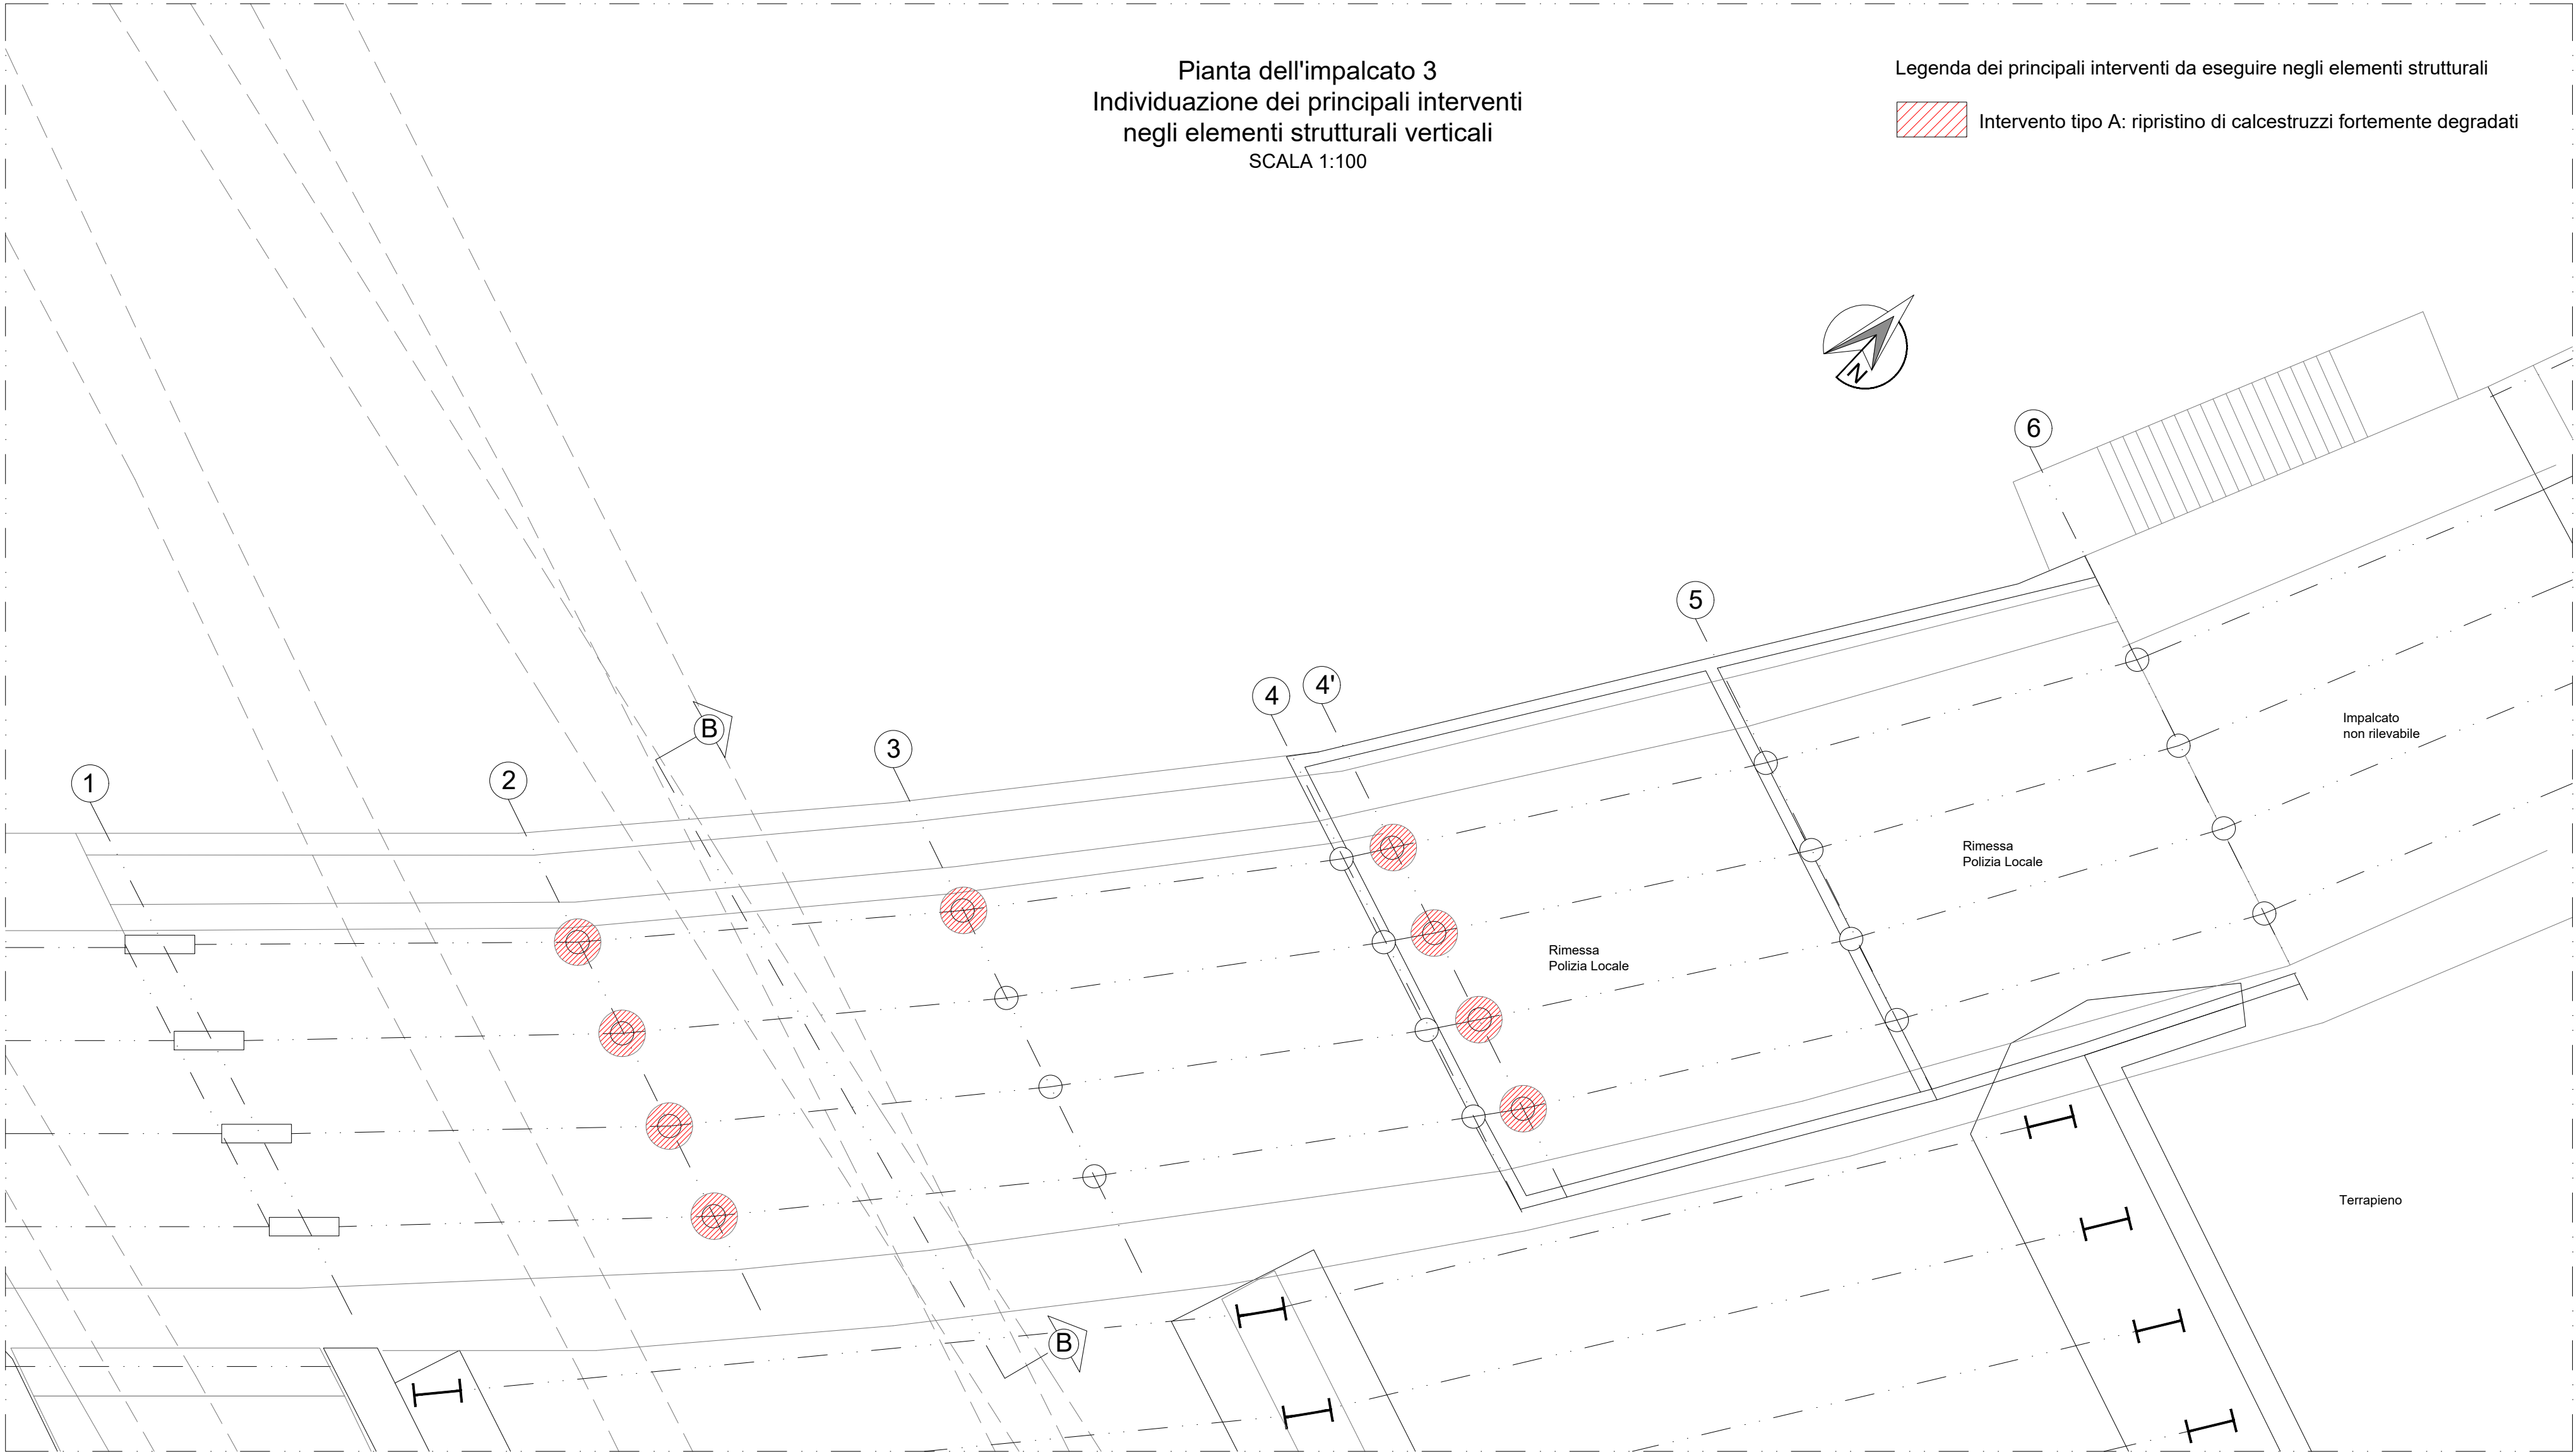 Pianta dell'impalcato 3
Individuazione dei principali interventi
negli elementi strutturali verticali
SCALA 1:100
Legenda dei principali interventi da eseguire negli elementi strutturali
Intervento tipo A: ripristino di calcestruzzi fortemente degradati
N
6
5
4'
4
B
3
2
1
Impalcato
non rilevabile
Rimessa
Polizia Locale
Rimessa
Polizia Locale
Terrapieno
B